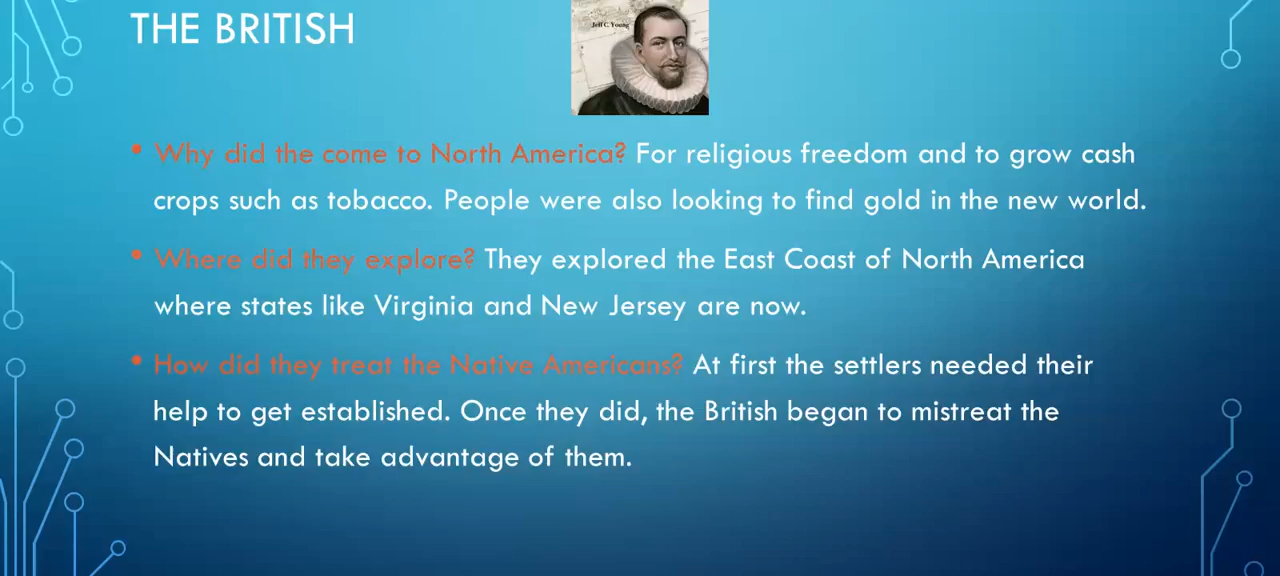 THE BRITISH
Jeff C. Young
• Why did the come to North America? For religious freedom and to grow cash
crops such as tobacco. People were also looking to find gold in the new world.
• Where did they explore? They explored the East Coast of North America
where states like Virginia and New Jersey are now.
• How did they treat the Native Americans? At first the settlers needed their
help to get established. Once they did, the British began to mistreat the
Natives and take advantage of them.